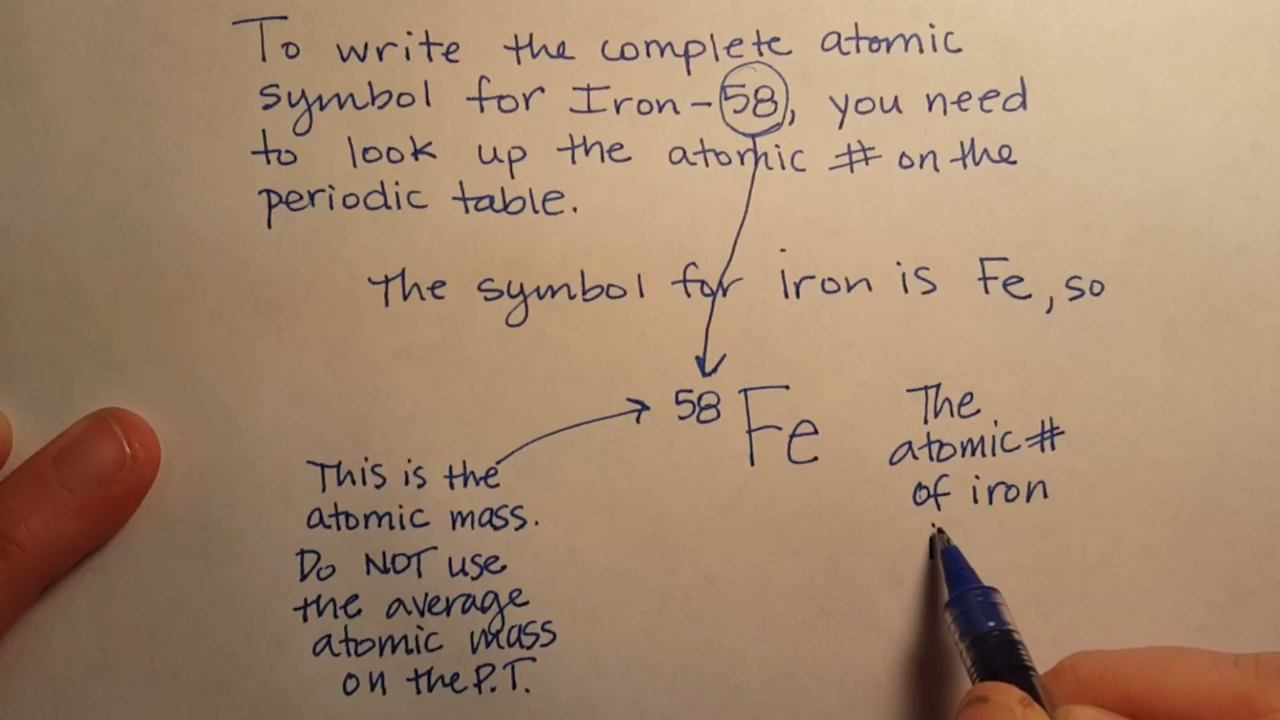 To write the complete atomic
symbol for Iron-58, you need
to look up the atomic # on the
periodic table.
The symbol for iron is Fe, so
58 Fe
This is the
atomic mass.
Do NOT use
the average
atomic mass
on the P.T.
The
atomic #
of iron